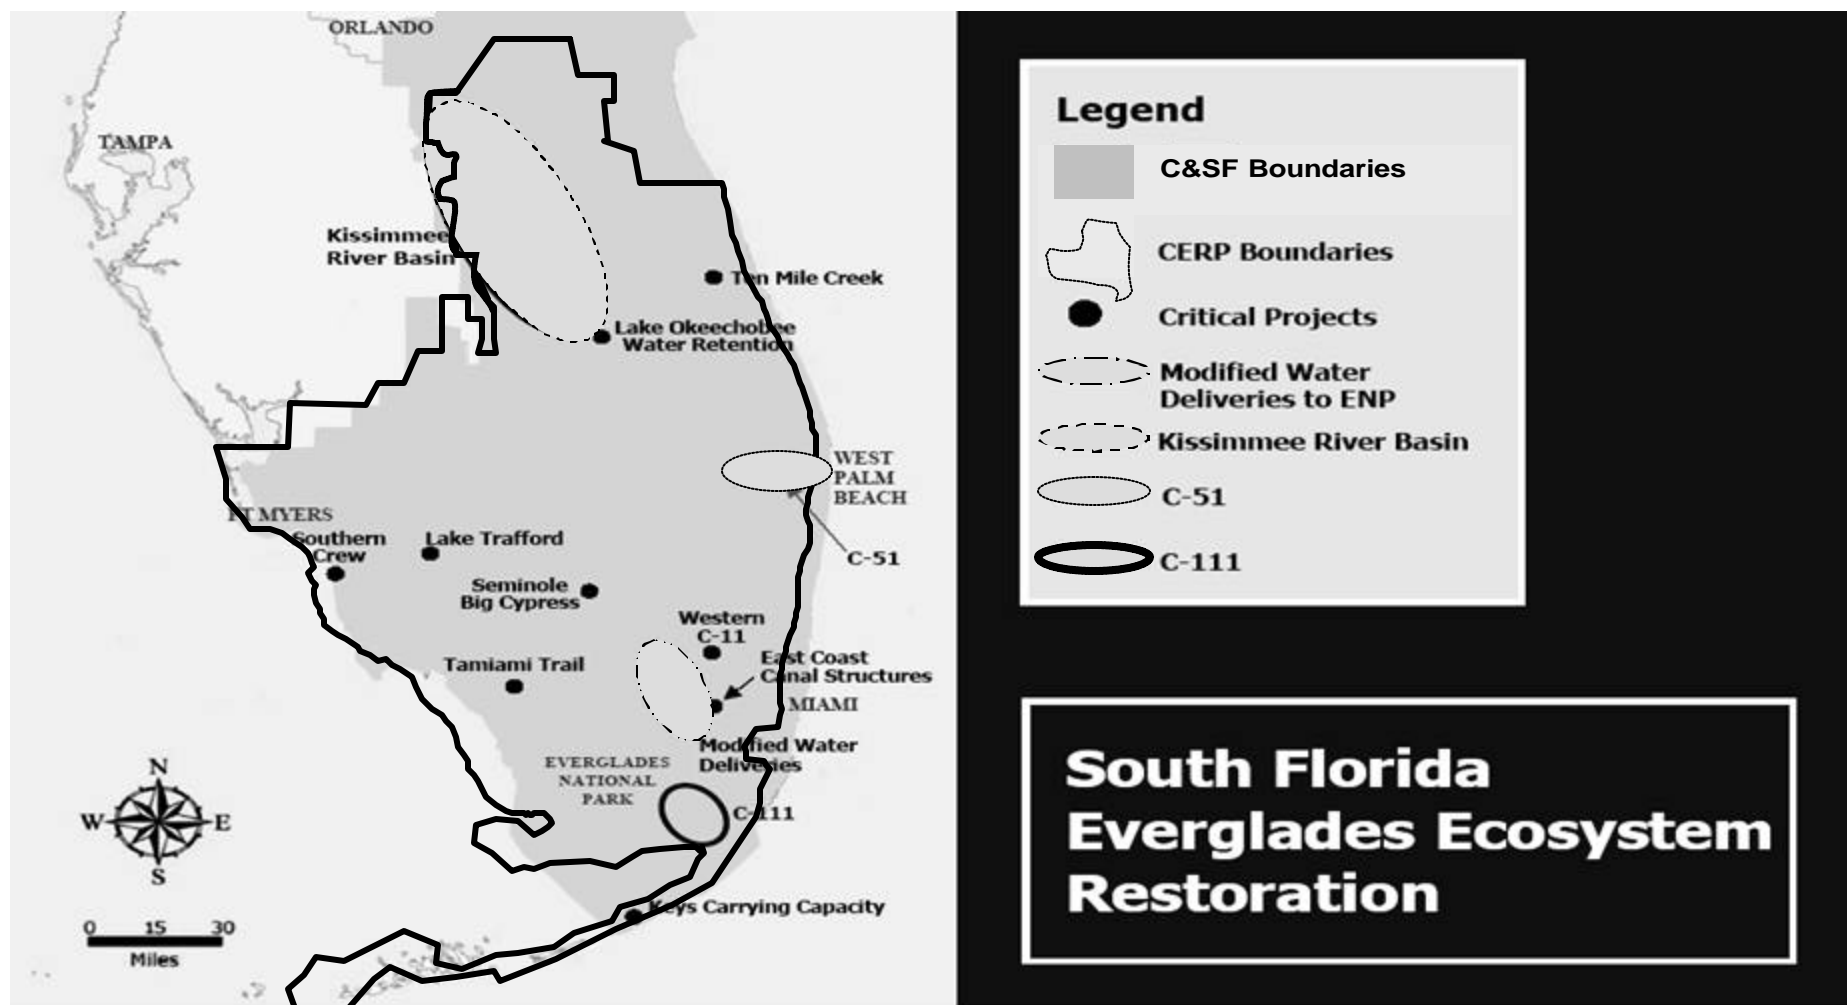 ORLANDO
TAMPA
Kissimmee
River Basin
Ten Mile Creek
Lake Okeechobee
Water Retention
WEST
PALM
BEACH
FT MYERS
Southern
Crew
Lake Trafford
C-51
Seminole
Big Cypress
Western
C-11
Tamiami Trail
East Coast
Canal Structures
MIAMI
Modified Water
Deliveries
EVERGLADES
NATIONAL
PARK
C-111
N
W E
S
Keys Carrying Capacity
0 15 30
Miles
Legend
C&SF Boundaries
CERP Boundaries
Critical Projects
Modified Water
Deliveries to ENP
Kissimmee River Basin
C-51
C-111
South Florida
Everglades Ecosystem
Restoration